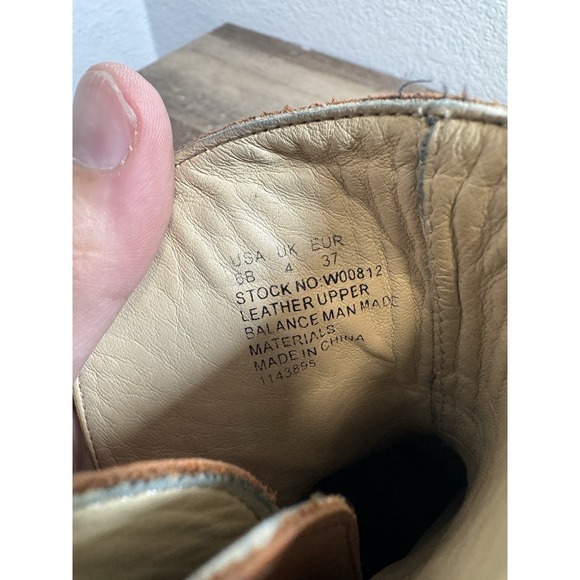 USA UK EUR
6B 4 37
STOCK NO:W00812
LEATHER UPPER
BALANCE MAN MADE
MATERIALS
MADE IN CHINA
1143895